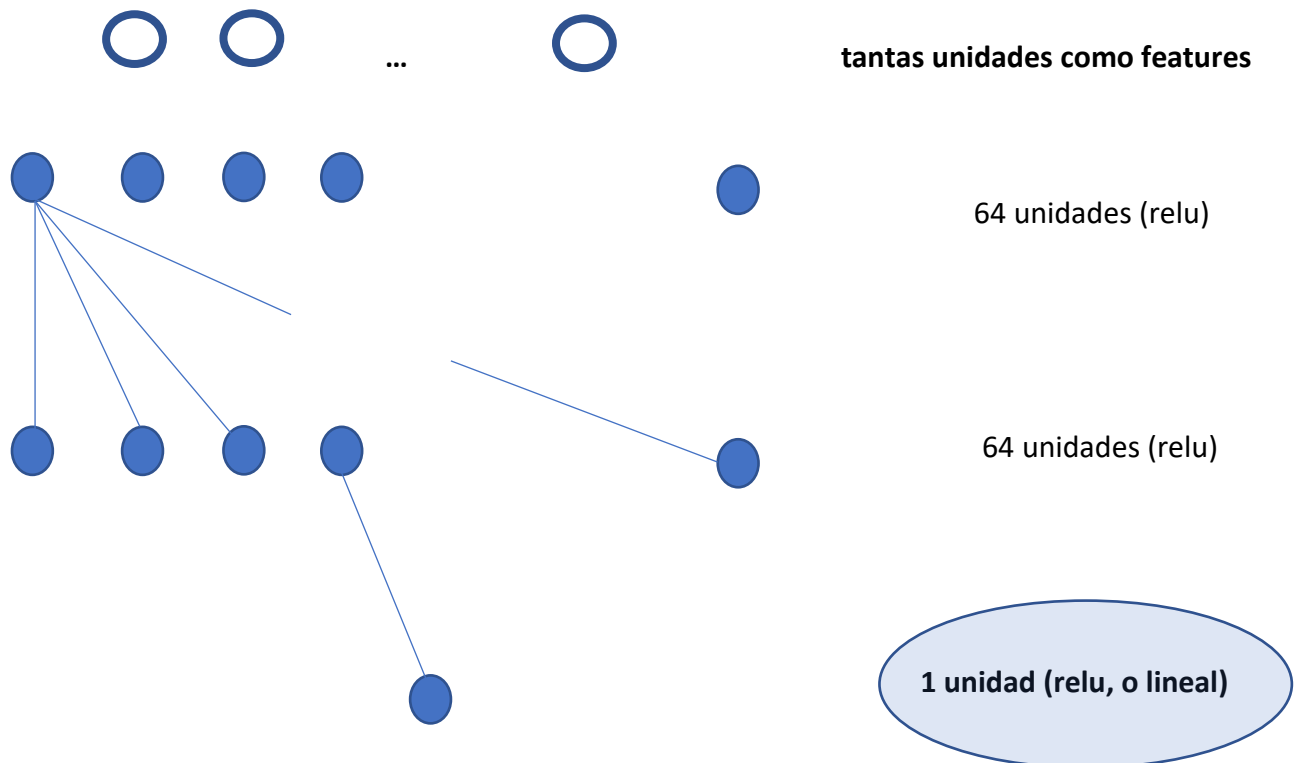 ...
tantas unidades como features
64 unidades (relu)
64 unidades (relu)
1 unidad (relu, o lineal)